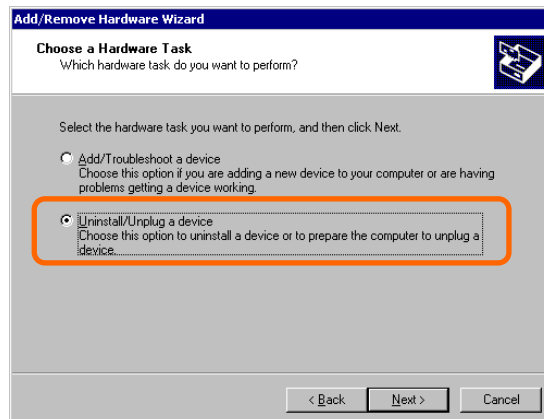 Add/Remove Hardware Wizard
Choose a Hardware Task
Which hardware task do you want to perform?
Select the hardware task you want to perform, and then click Next.
Add/Troubleshoot a device
Choose this option if you are adding a new device to your computer or are having
problems getting a device working.
Uninstall/Unplug a device
Choose this option to uninstall a device or to prepare the computer to unplug a
device.
< Back
Next >
Cancel